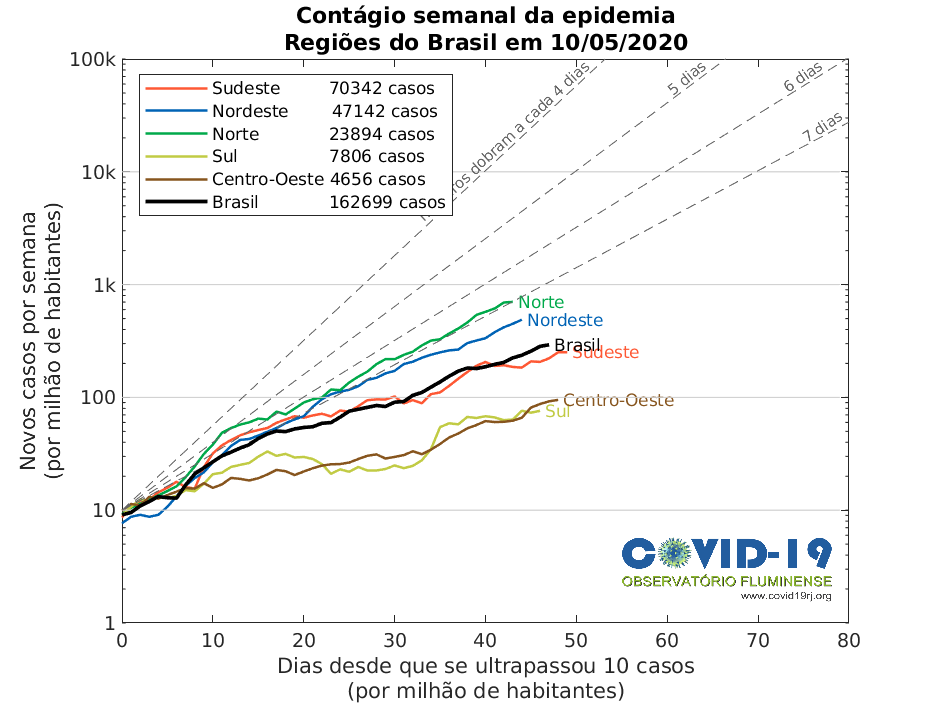 Contágio semanal da epidemia
Regiões do Brasil em 10/05/2020
100k
10k
1k
100
10
1
Novos casos por semana
(por milhão de habitantes)
Sudeste 70342 casos
Nordeste 47142 casos
Norte 23894 casos
Sul 7806 casos
Centro-Oeste 4656 casos
Brasil 162699 casos
dobram a cada 4 dias
5 dias
6 dias
7 dias
Norte
Nordeste
Brasil
Sudeste
Centro-Oeste
Sul
COVID-19
OBSERVATÓRIO FLUMINENSE
www.covid19rj.org
0 10 20 30 40 50 60 70 80
Dias desde que se ultrapassou 10 casos
(por milhão de habitantes)